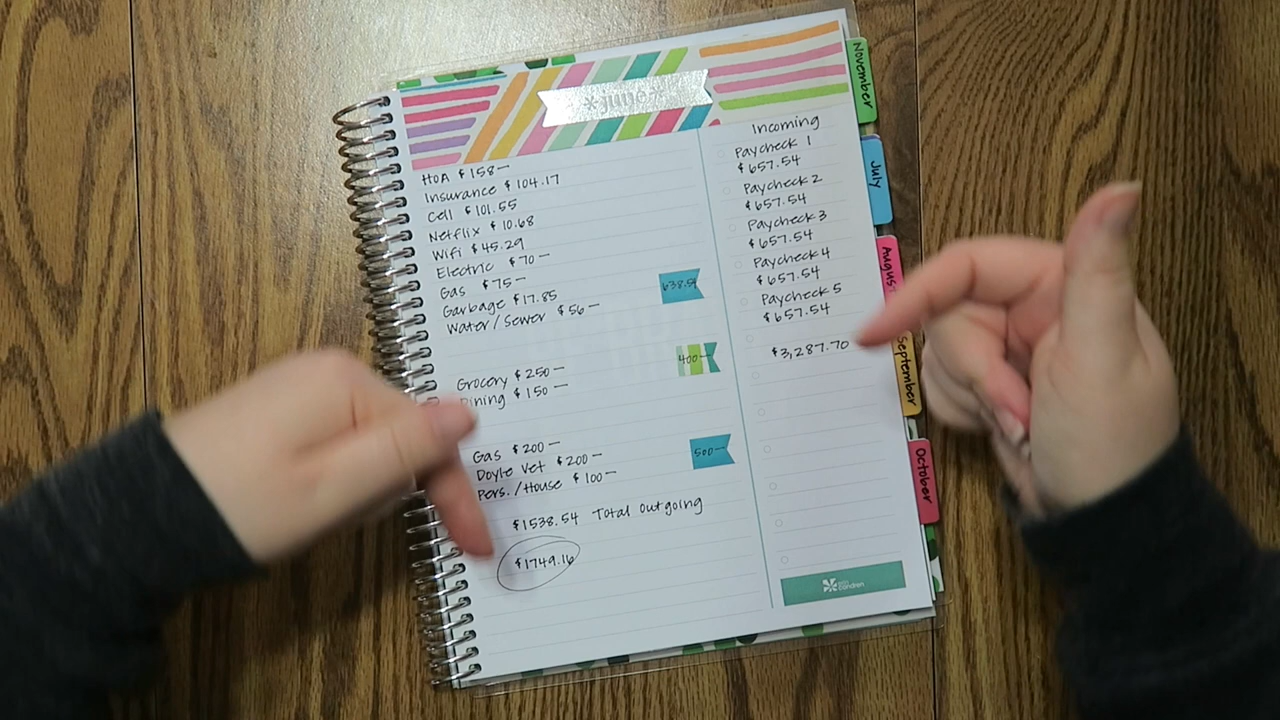 *june*
HOA $158—
Insurance $104.17
Cell $101.55
Netflix $10.68
Wifi $45.29
Electric $70—
Gas $75—
Garbage $17.85
Water/Sewer $56—
638.54
Grocery $250—
Dining $150—
400—
Gas $200—
Doyle Vet $200—
Pers./House $100—
500—
$1538.54 Total Outgoing
$1749.16
Incoming
Paycheck 1
$657.54
Paycheck 2
$657.54
Paycheck 3
$657.54
Paycheck 4
$657.54
Paycheck 5
$657.54
$3,287.70
erin condren
November
July
August
September
October